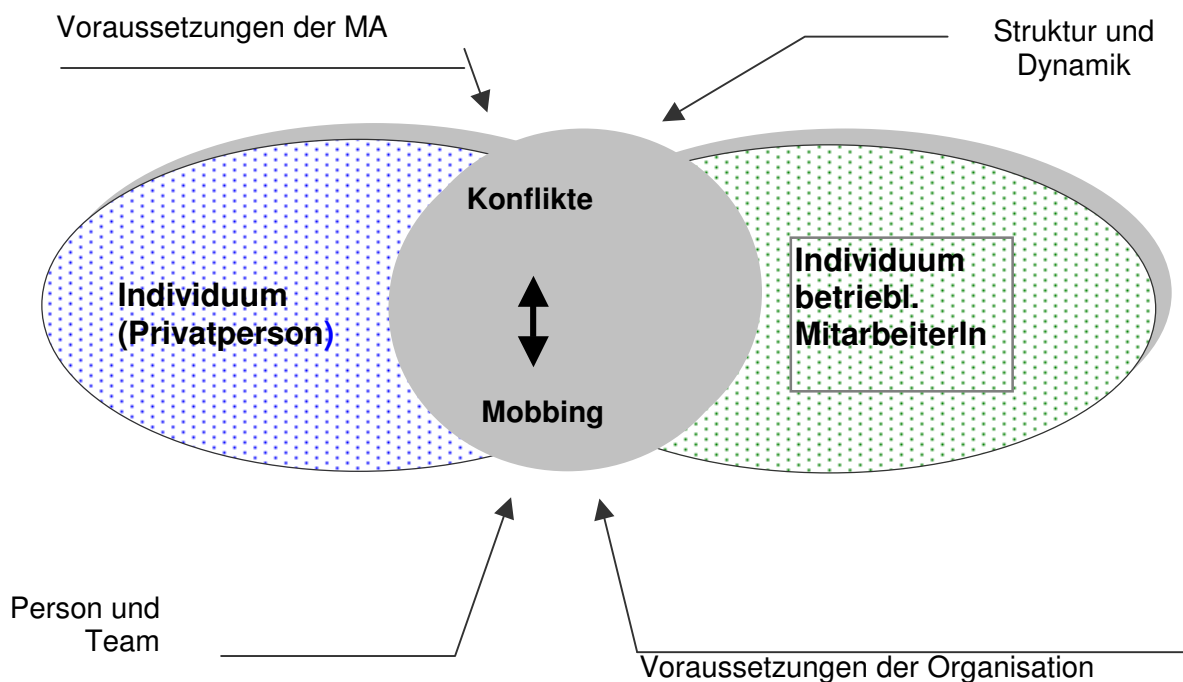 Voraussetzungen der MA
Struktur und
Dynamik
Konflikte
Individuum
(Privatperson)
Individuum
betriebl.
MitarbeiterIn
Mobbing
Person und
Team
Voraussetzungen der Organisation